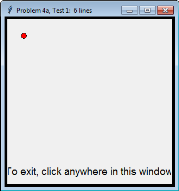 Problem 4a, Test 1: 6 lines
To exit, click anywhere in this window